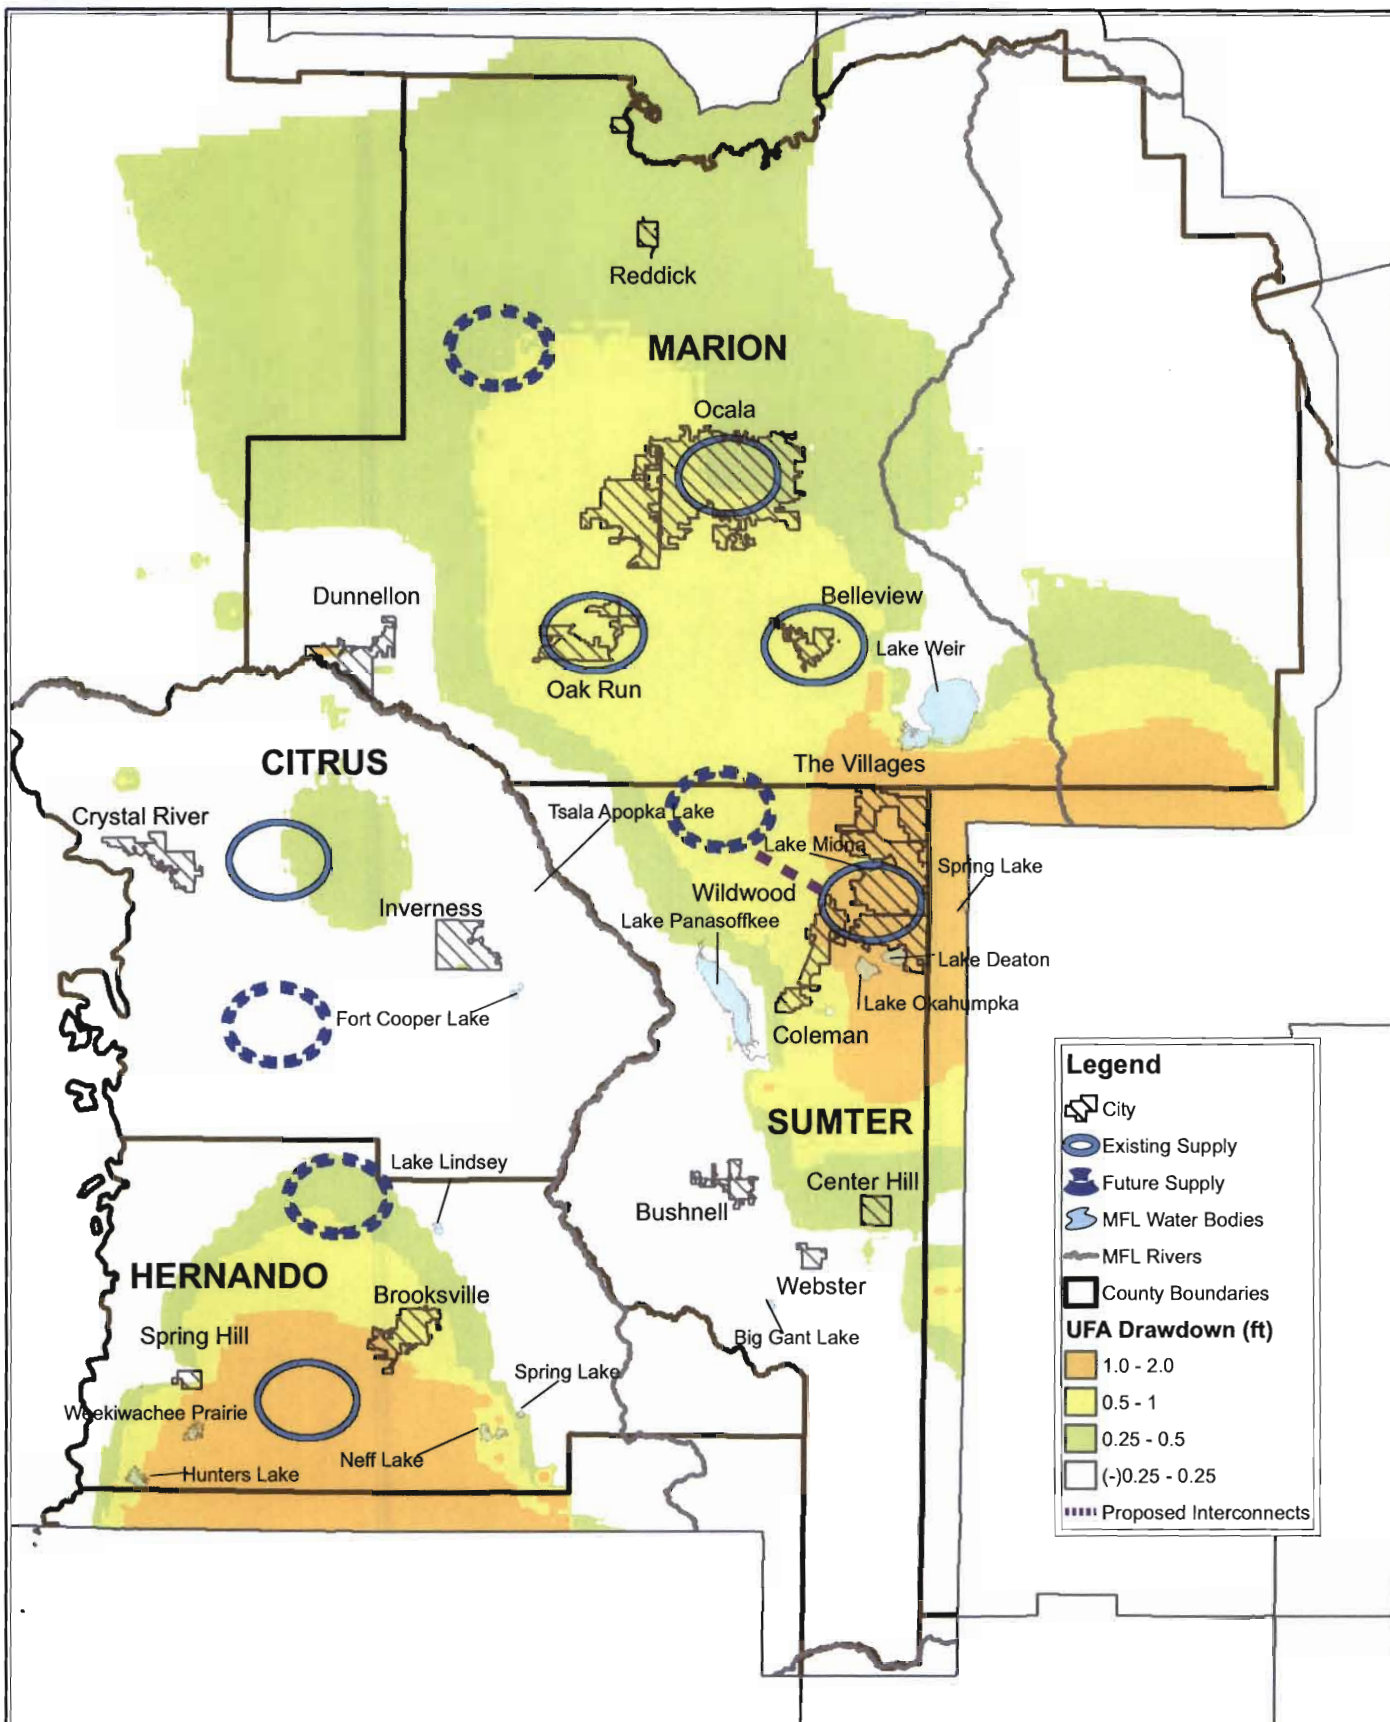 Reddick
MARION
Ocala
Dunnellon
Belleview
Lake Weir
Oak Run
CITRUS
The Villages
Crystal River
Tsala Apopka Lake
Lake Miona
Spring Lake
Wildwood
Inverness
Lake Panasoffkee
Lake Deaton
Lake Okahumpka
Fort Cooper Lake
Coleman
SUMTER
Lake Lindsey
Center Hill
Bushnell
HERNANDO
Webster
Brooksville
Spring Hill
Big Gant Lake
Spring Lake
Weekiwachee Prairie
Neff Lake
Hunters Lake
Legend
City
Existing Supply
Future Supply
MFL Water Bodies
MFL Rivers
County Boundaries
UFA Drawdown (ft)
1.0 - 2.0
0.5 - 1
0.25 - 0.5
(-)0.25 - 0.25
Proposed Interconnects